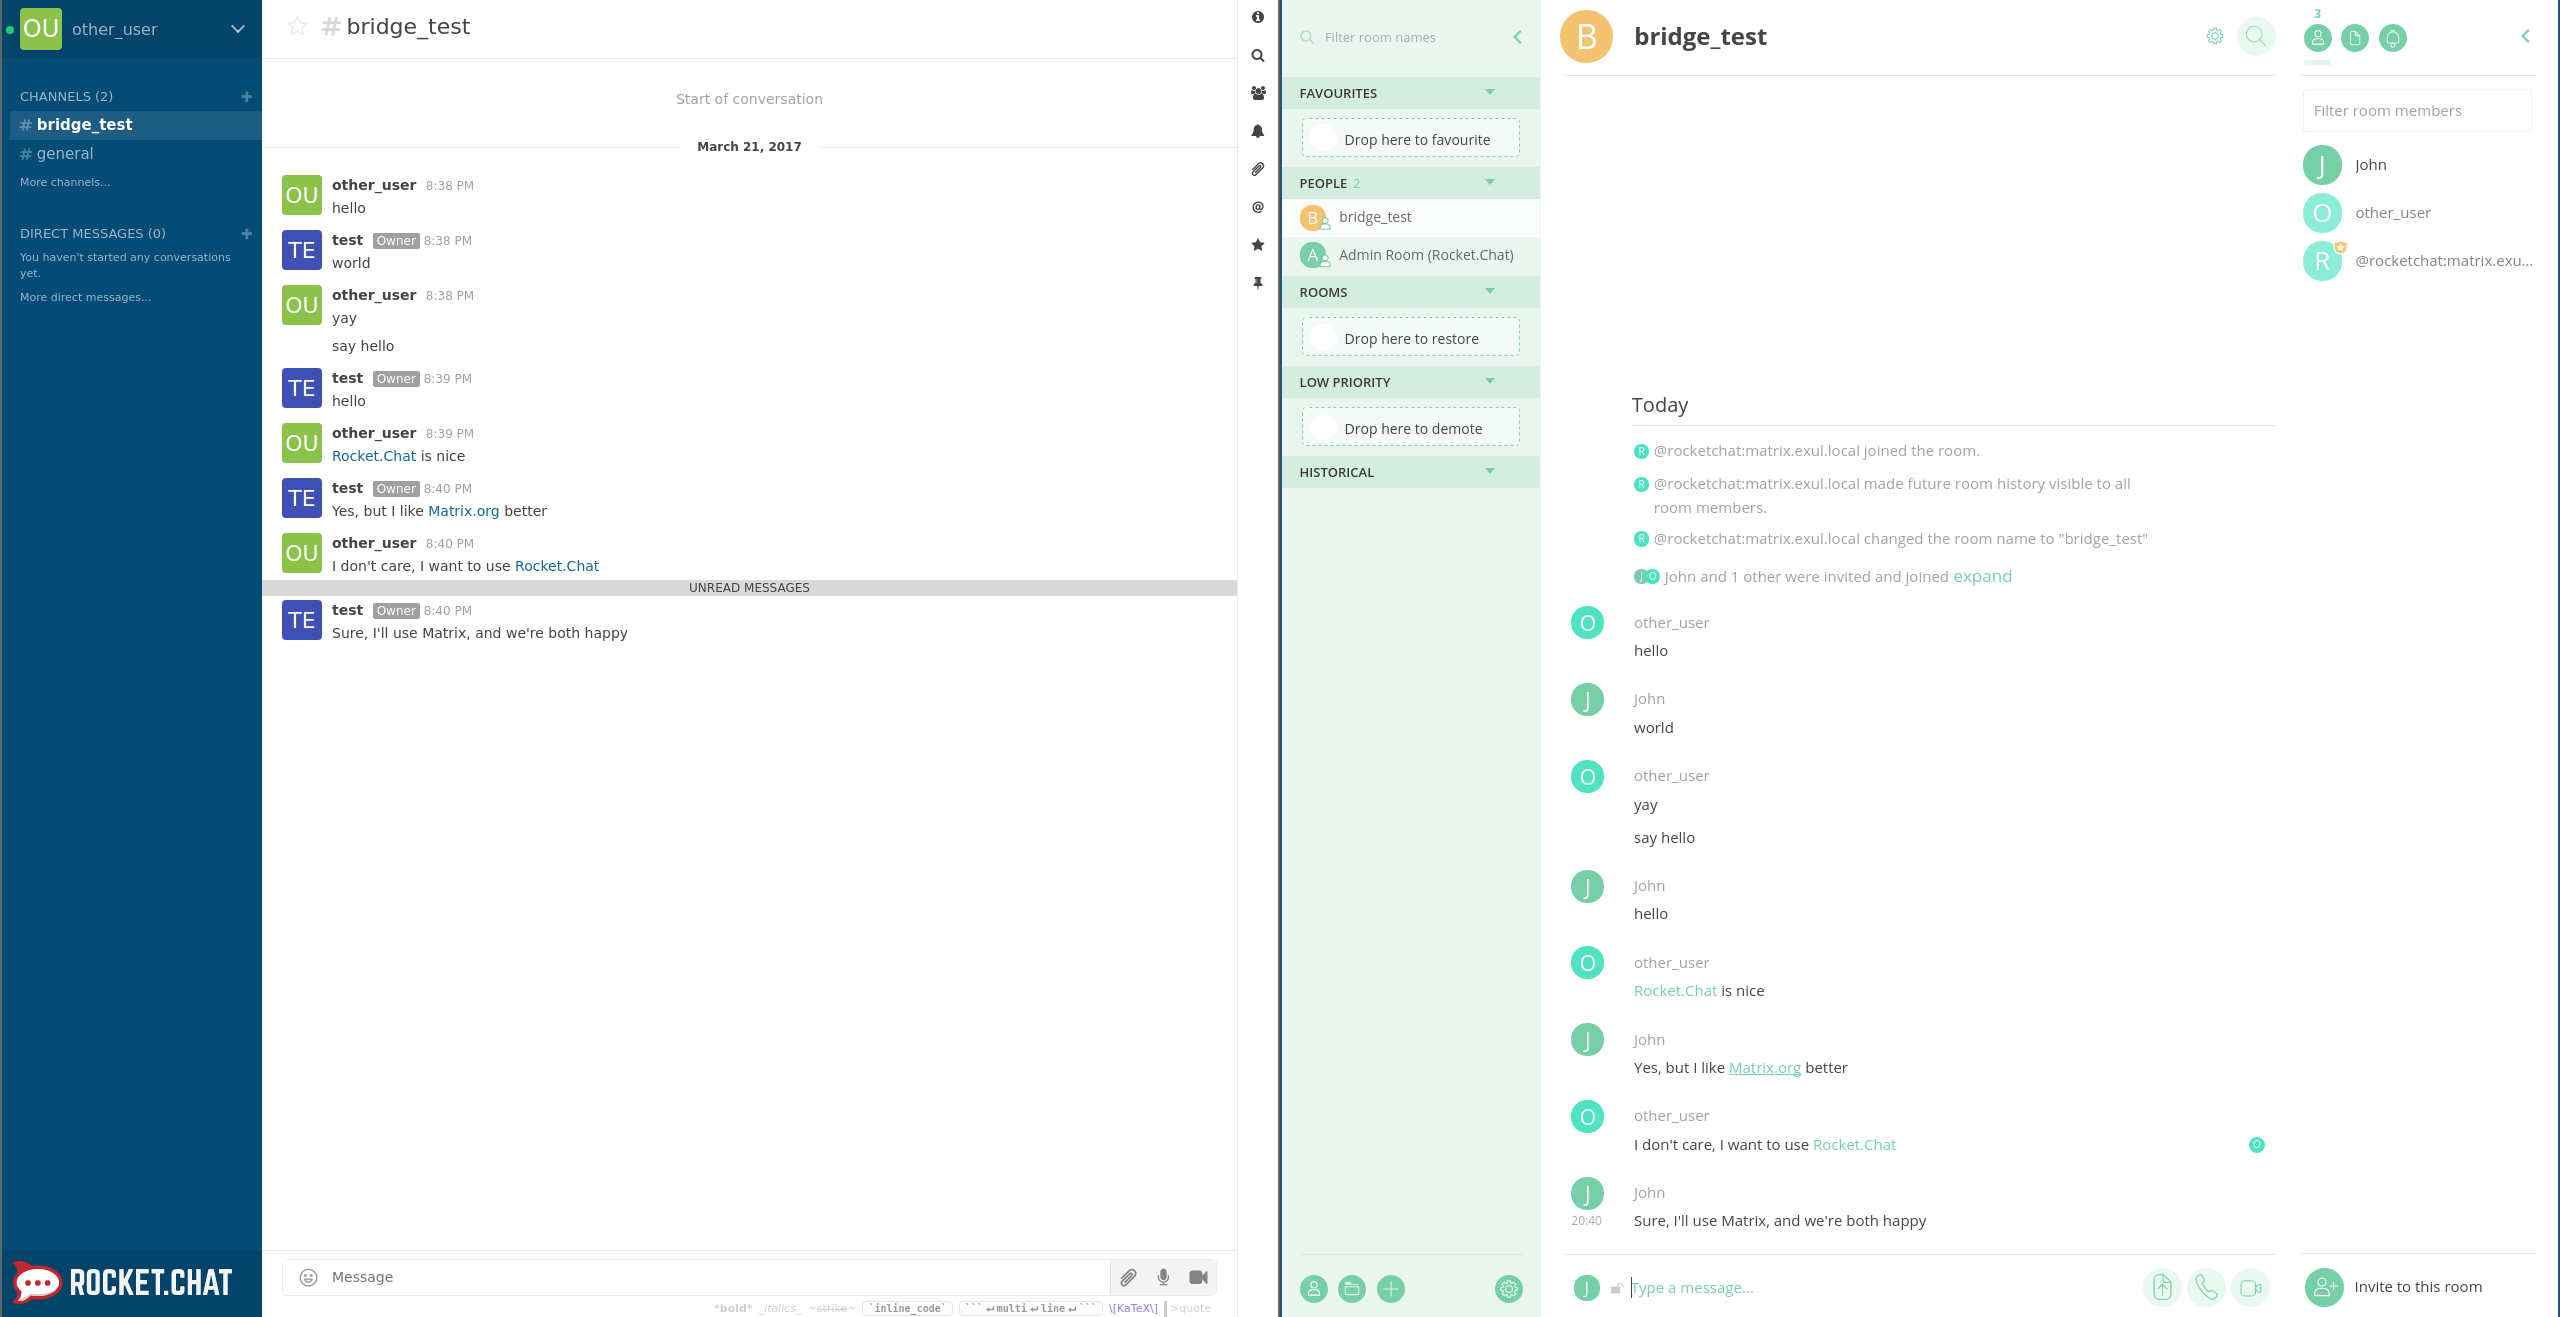 OU other_user
CHANNELS (2)
# bridge_test
# general
More channels...
DIRECT MESSAGES (0)
You haven't started any conversations
yet.
More direct messages...
ROCKET.CHAT
# bridge_test
Start of conversation
March 21, 2017
OU other_user 8:38 PM
hello
TE test Owner 8:38 PM
world
OU other_user 8:38 PM
yay
say hello
TE test Owner 8:39 PM
hello
OU other_user 8:39 PM
Rocket.Chat is nice
TE test Owner 8:40 PM
Yes, but I like Matrix.org better
OU other_user 8:40 PM
I don't care, I want to use Rocket.Chat
UNREAD MESSAGES
TE test Owner 8:40 PM
Sure, I'll use Matrix, and we're both happy
Message
*bold* _italics_ ~strike~ `inline_code` ```↵multi↵line↵``` \[KaTeX\] >quote
@
Filter room names
FAVOURITES
Drop here to favourite
PEOPLE 2
B bridge_test
A Admin Room (Rocket.Chat)
ROOMS
Drop here to restore
LOW PRIORITY
Drop here to demote
HISTORICAL
B bridge_test
Today
R @rocketchat:matrix.exul.local joined the room.
R @rocketchat:matrix.exul.local made future room history visible to all
room members.
R @rocketchat:matrix.exul.local changed the room name to "bridge_test"
J O John and 1 other were invited and joined expand
O other_user
hello
J John
world
O other_user
yay
say hello
J John
hello
O other_user
Rocket.Chat is nice
J John
Yes, but I like Matrix.org better
O other_user
I don't care, I want to use Rocket.Chat O
J John
20:40 Sure, I'll use Matrix, and we're both happy
J Type a message...
3
Filter room members
J John
O other_user
R @rocketchat:matrix.exu...
Invite to this room